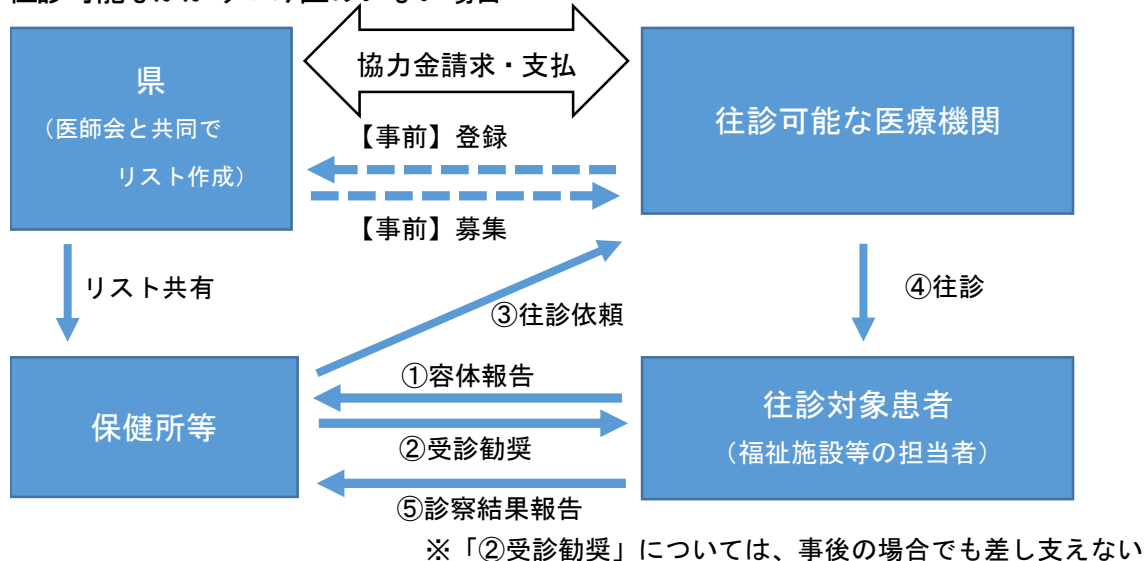 協力金請求・支払
県
(医師会と共同で
リスト作成)
往診可能な医療機関
【事前】登録
【事前】募集
リスト共有
④往診
③往診依頼
①容体報告
保健所等
往診対象患者
(福祉施設等の担当者)
②受診勧奨
⑤診察結果報告
※「②受診勧奨」については、事後の場合でも差し支えない